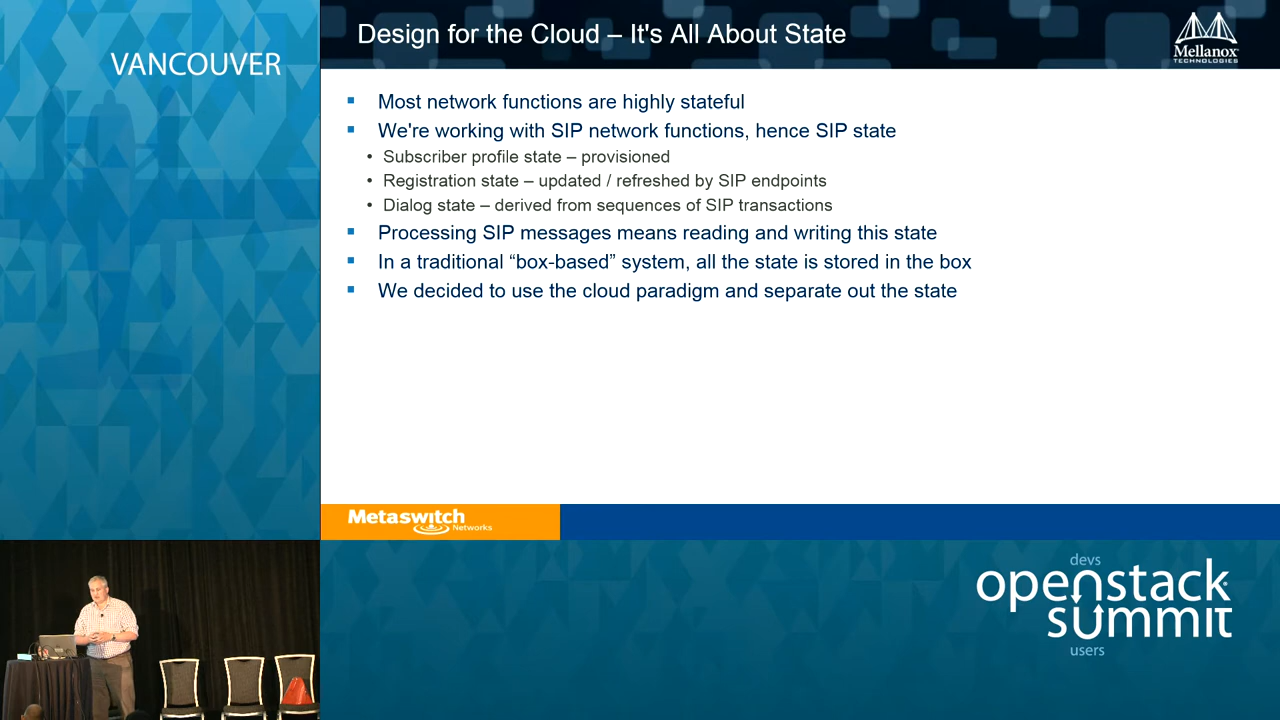 VANCOUVER
Design for the Cloud – It's All About State
Mellanox
TECHNOLOGIES
Most network functions are highly stateful
We're working with SIP network functions, hence SIP state
Subscriber profile state – provisioned
Registration state – updated / refreshed by SIP endpoints
Dialog state – derived from sequences of SIP transactions
Processing SIP messages means reading and writing this state
In a traditional “box-based” system, all the state is stored in the box
We decided to use the cloud paradigm and separate out the state
Metaswitch
Networks
devs
openstack
summit
users